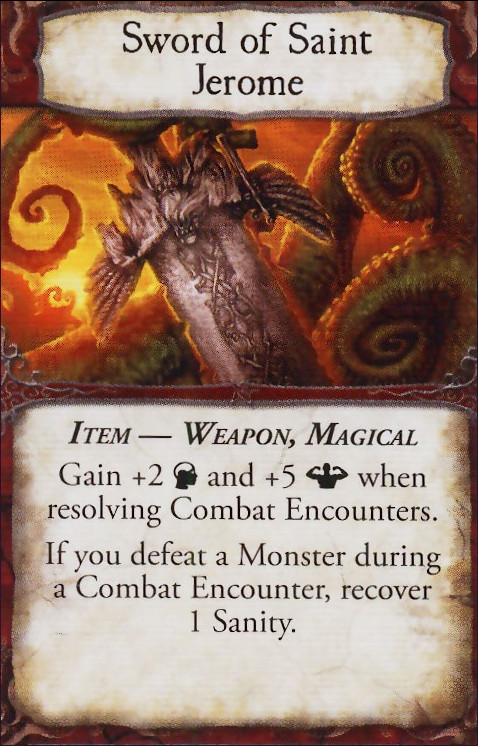 Sword of Saint
Jerome
Item — Weapon, Magical
Gain +2 and +5 when
resolving Combat Encounters.
If you defeat a Monster during
a Combat Encounter, recover
1 Sanity.